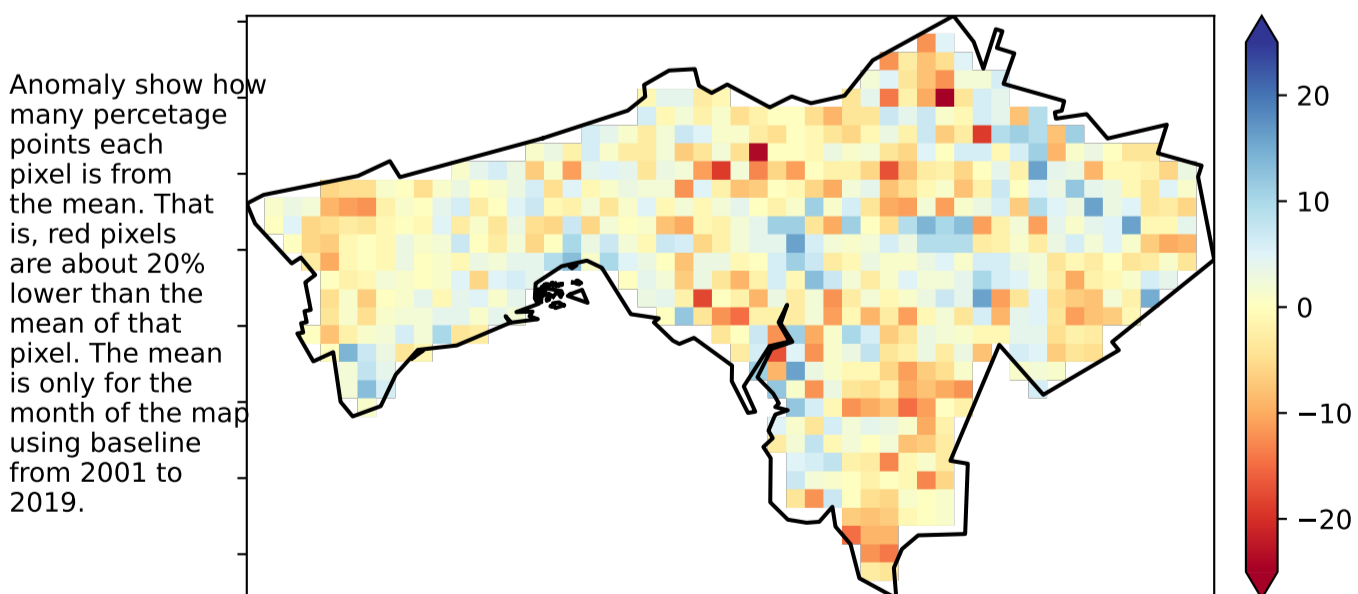 Anomaly show how
many percetage
points each
pixel is from
the mean. That
is, red pixels
are about 20%
lower than the
mean of that
pixel. The mean
is only for the
month of the map
using baseline
from 2001 to
2019.
20
10
0
−10
−20